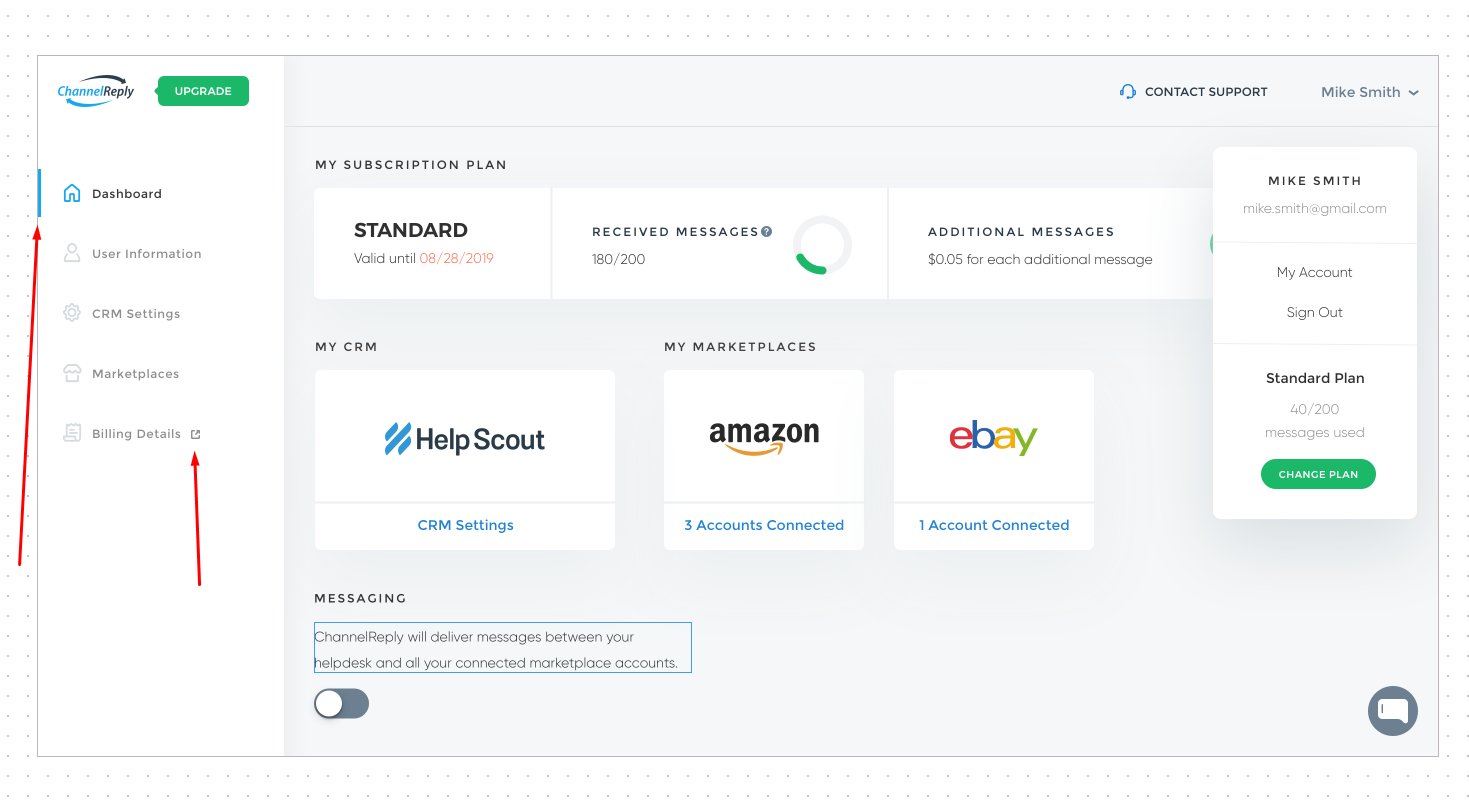 ChannelReply
UPGRADE
CONTACT SUPPORT
Mike Smith
Dashboard
User Information
CRM Settings
Marketplaces
Billing Details
MY SUBSCRIPTION PLAN
STANDARD
Valid until 08/28/2019
RECEIVED MESSAGES?
180/200
ADDITIONAL MESSAGES
$0.05 for each additional message
MIKE SMITH
mike.smith@gmail.com
My Account
Sign Out
Standard Plan
40/200
messages used
CHANGE PLAN
MY CRM
Help Scout
CRM Settings
MY MARKETPLACES
amazon
3 Accounts Connected
ebay
1 Account Connected
MESSAGING
ChannelReply will deliver messages between your
helpdesk and all your connected marketplace accounts.